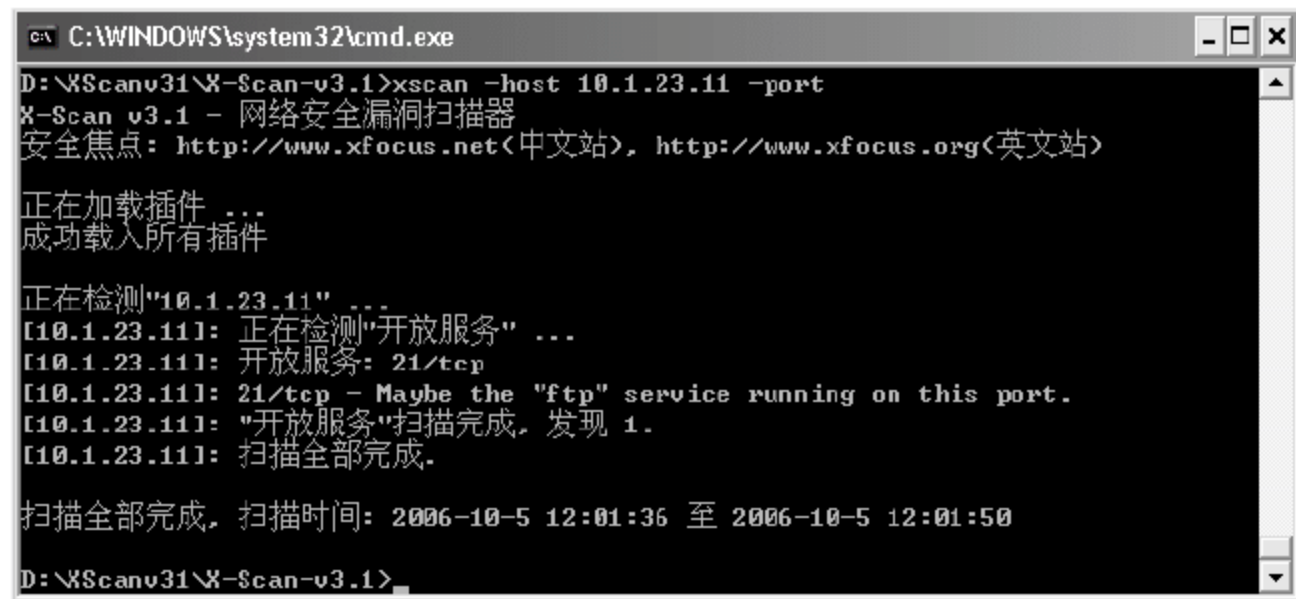 C:\WINDOWS\system32\cmd.exe
D:\XScanv31\X-Scan-v3.1>xscan -host 10.1.23.11 -port
X-Scan v3.1 - 网络安全漏洞扫描器
安全焦点: http://www.xfocus.net(中文站), http://www.xfocus.org(英文站)
正在加载插件 ...
成功载入所有插件
正在检测"10.1.23.11" ...
[10.1.23.11]: 正在检测"开放服务" ...
[10.1.23.11]: 开放服务: 21/tcp
[10.1.23.11]: 21/tcp - Maybe the "ftp" service running on this port.
[10.1.23.11]: "开放服务"扫描完成, 发现 1.
[10.1.23.11]: 扫描全部完成.
扫描全部完成, 扫描时间: 2006-10-5 12:01:36 至 2006-10-5 12:01:50
D:\XScanv31\X-Scan-v3.1>_